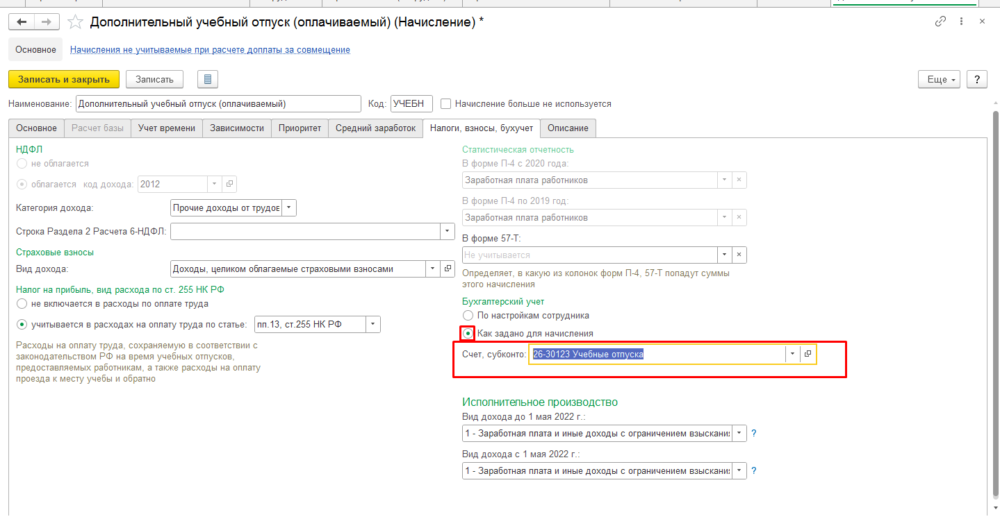 Дополнительный учебный отпуск (оплачиваемый) (Начисление) *
Основное Начисления не учитываемые при расчете доплаты за совмещение
Записать и закрыть Записать Еще ?
Наименование: Дополнительный учебный отпуск (оплачиваемый) Код: УЧЕБН Начисление больше не используется
Основное Расчет базы Учет времени Зависимости Приоритет Средний заработок Налоги, взносы, бухучет Описание
НДФЛ
не облагается
облагается код дохода: 2012
Категория дохода: Прочие доходы от трудов
Строка Раздела 2 Расчета 6-НДФЛ:
Страховые взносы
Вид дохода: Доходы, целиком облагаемые страховыми взносами
Налог на прибыль, вид расхода по ст. 255 НК РФ
не включается в расходы по оплате труда
учитывается в расходах на оплату труда по статье: пп.13, ст.255 НК РФ
Расходы на оплату труда, сохраняемую в соответствии с
законодательством РФ на время учебных отпусков,
предоставляемых работникам, а также расходы на оплату
проезда к месту учебы и обратно
Статистическая отчетность
В форме П-4 с 2020 года:
Заработная плата работников
В форме П-4 по 2019 год:
Заработная плата работников
В форме 57-Т:
Не учитывается
Определяет, в какую из колонок форм П-4, 57-Т попадут суммы
этого начисления
Бухгалтерский учет
По настройкам сотрудника
Как задано для начисления
Счет, субконто: 26-30123 Учебные отпуска
Исполнительное производство
Вид дохода до 1 мая 2022 г.:
1 - Заработная плата и иные доходы с ограничением взыскани ?
Вид дохода с 1 мая 2022 г.:
1 - Заработная плата и иные доходы с ограничением взыскани ?